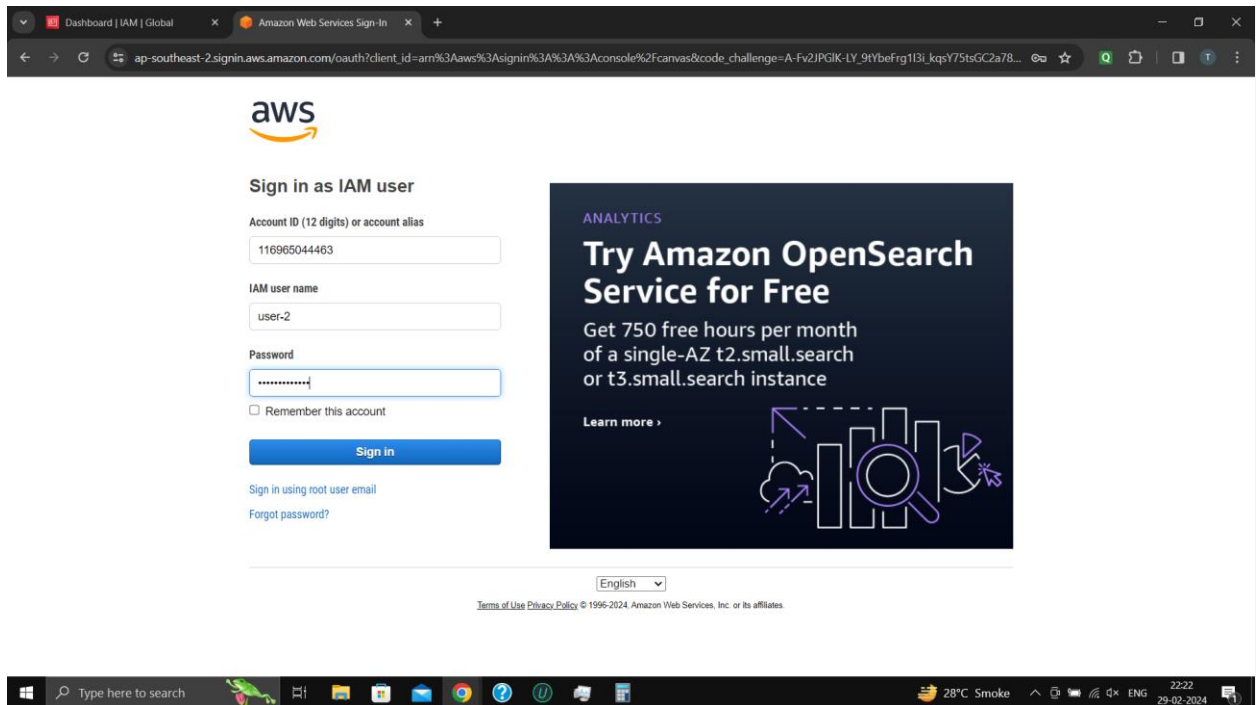 Dashboard | IAM | Global
Amazon Web Services Sign-In
ap-southeast-2.signin.aws.amazon.com/oauth?client_id=arn%3Aaws%3Asignin%3A%3A%3Aconsole%2Fcanvas&code_challenge=A-Fv2JPGlK-LY_9tYbeFrg1l3i_kqsY75tsGC2a78...
Q
T
aws
Sign in as IAM user
Account ID (12 digits) or account alias
116965044463
IAM user name
user-2
Password
•••••••••••••
Remember this account
Sign in
Sign in using root user email
Forgot password?
ANALYTICS
Try Amazon OpenSearch
Service for Free
Get 750 free hours per month
of a single-AZ t2.small.search
or t3.small.search instance
Learn more ›
English
Terms of Use Privacy Policy © 1996-2024, Amazon Web Services, Inc. or its affiliates.
Type here to search
28°C Smoke
ENG
22:22
29-02-2024
1